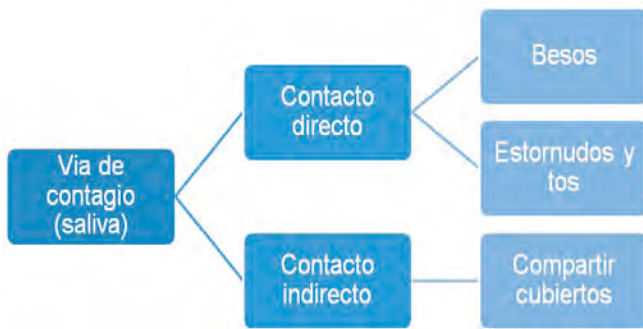 Vía de
contagio
(saliva)
Contacto
directo
Besos
Estornudos y
tos
Contacto
indirecto
Compartir
cubiertos